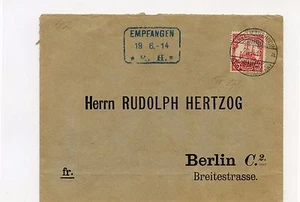 EMPFANGEN
19 6.-14
* R. H. *
Herrn RUDOLPH HERTZOG
Berlin C.2.
fr.
Breitestrasse.